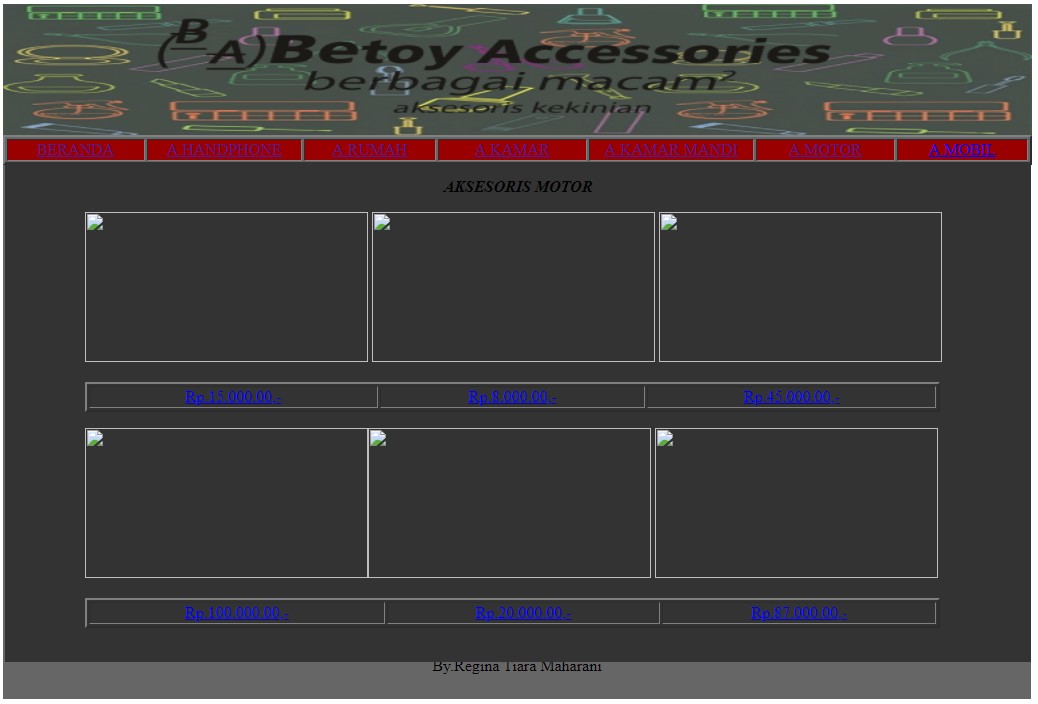 (B
A)Betoy Accessories
berbagai macam²
aksesoris kekinian
BERANDA A.HANDPHONE A.RUMAH A.KAMAR A.KAMAR MANDI A.MOTOR A.MOBIL
AKSESORIS MOTOR
Rp.15.000.00,- Rp.8.000.00,- Rp.45.000.00,-
Rp.100.000.00,- Rp.20.000.00,- Rp.87.000.00,-
By.Regina Tiara Maharani